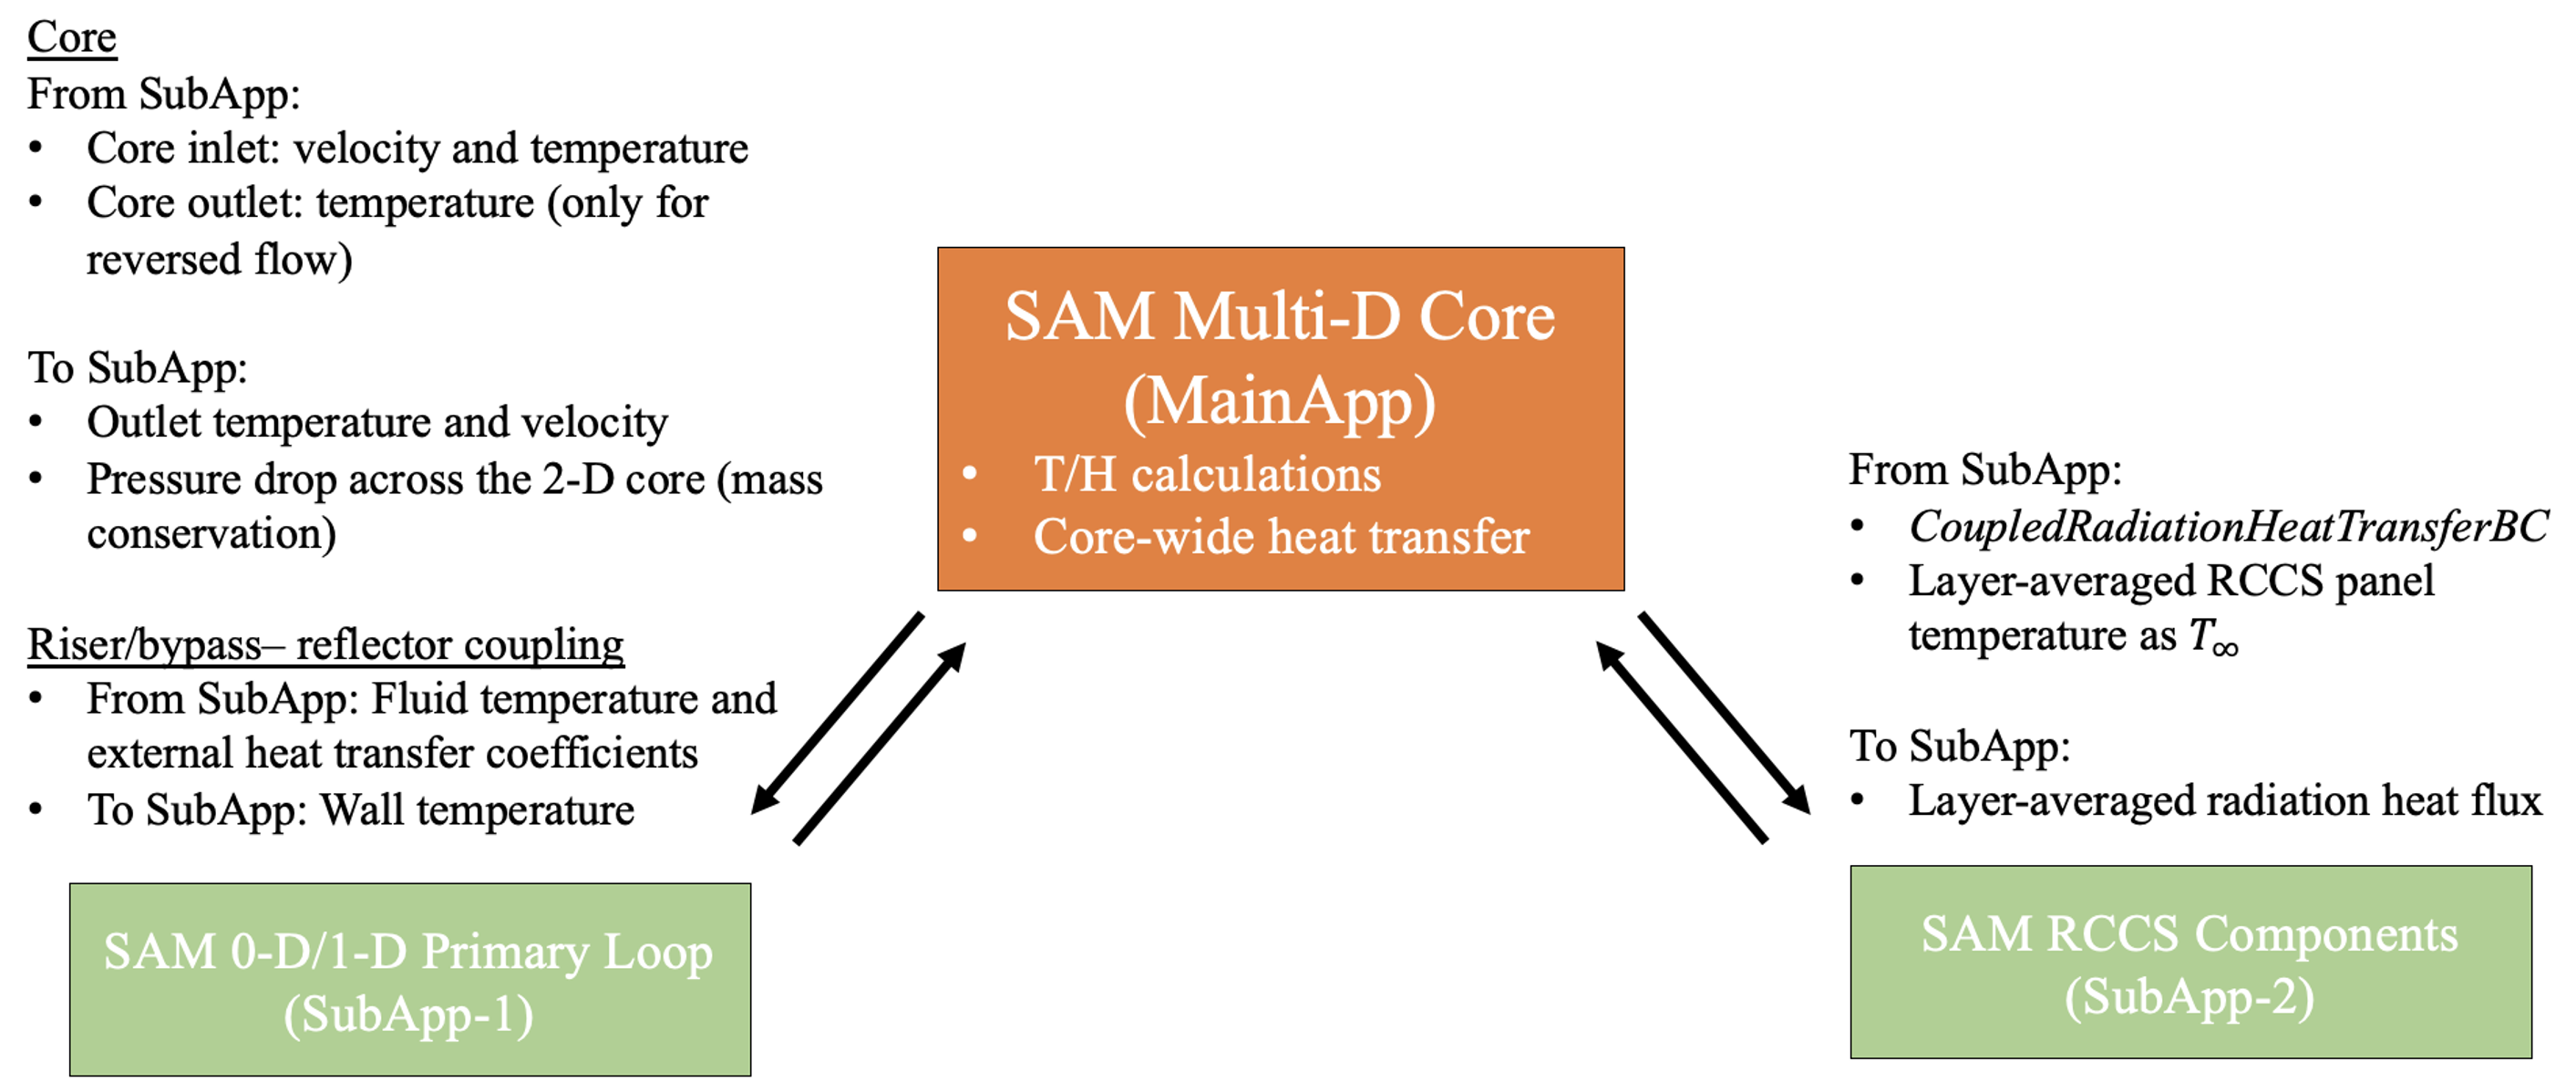 Core
From SubApp:
• Core inlet: velocity and temperature
• Core outlet: temperature (only for
reversed flow)
To SubApp:
• Outlet temperature and velocity
• Pressure drop across the 2-D core (mass
conservation)
Riser/bypass– reflector coupling
• From SubApp: Fluid temperature and
external heat transfer coefficients
• To SubApp: Wall temperature
SAM Multi-D Core
(MainApp)
• T/H calculations
• Core-wide heat transfer
From SubApp:
• CoupledRadiationHeatTransferBC
• Layer-averaged RCCS panel
temperature as T∞
To SubApp:
• Layer-averaged radiation heat flux
SAM 0-D/1-D Primary Loop
(SubApp-1)
SAM RCCS Components
(SubApp-2)